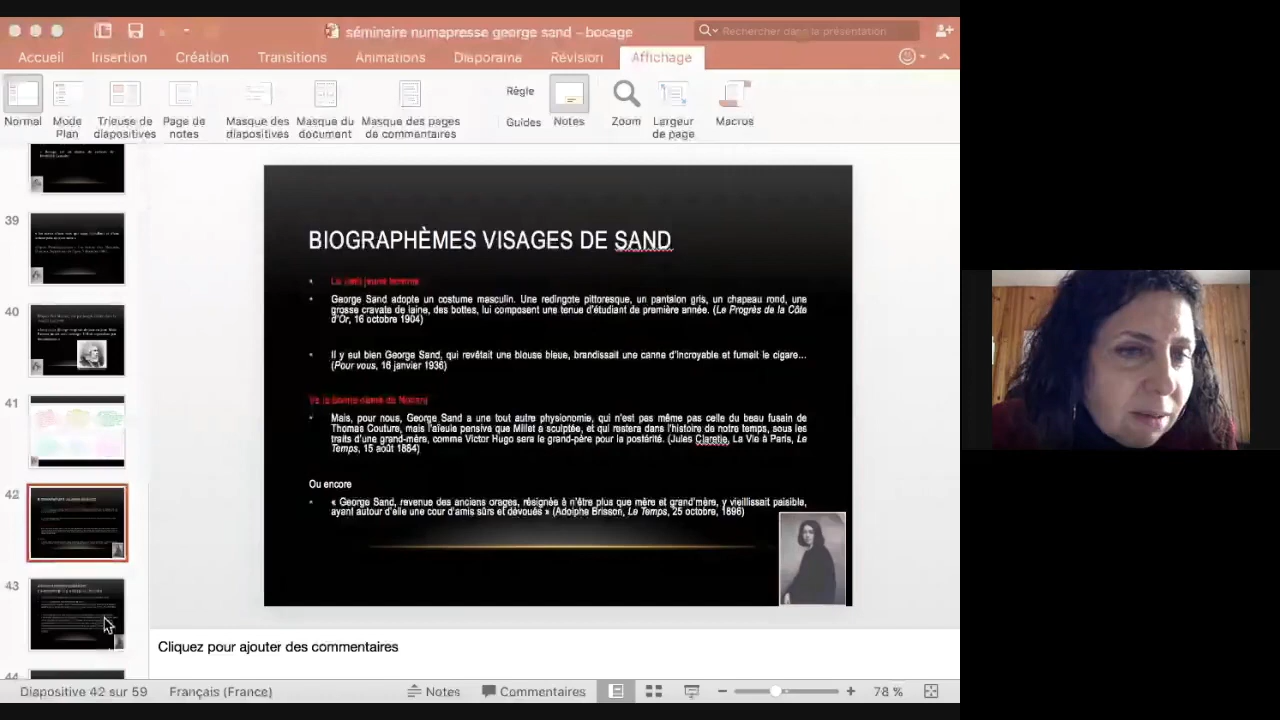 séminaire numapresse george sand – bocage
Rechercher dans la présentation
Accueil Insertion Création Transitions Animations Diaporama Révision Affichage
Normal
Mode Plan
Trieuse de diapositives
Page de notes
Masque des diapositives
Masque du document
Masque des pages de commentaires
Règle
Guides
Notes
Zoom
Largeur de page
Macros
39
40
41
42
43
44
BIOGRAPHÈMES VISAGES DE SAND
George Sand adopte un costume masculin. Une redingote pittoresque, un pantalon gris, un chapeau rond, une
grosse cravate de laine, des bottes, lui composent une tenue d'étudiant de première année. (Le Progrès de la Côte
d'Or, 16 octobre 1904)
Il y eut bien George Sand, qui revêtait une blouse bleue, brandissait une canne d'incroyable et fumait le cigare...
(Pour vous, 16 janvier 1936)
Vs la bonne dame de Nohant
Mais, pour nous, George Sand a une tout autre physionomie, qui n'est pas même pas celle du beau fusain de
Thomas Couture, mais l'aïeule pensive que Millet a sculptée, et qui restera dans l'histoire de notre temps, sous les
traits d'une grand-mère, comme Victor Hugo sera le grand-père pour la postérité. (Jules Claretie, La Vie à Paris, Le
Temps, 15 août 1884)
Ou encore
« George Sand, revenue des anciens orages, résignée à n'être plus que mère et grand'mère, y vieillissait paisible,
ayant autour d'elle une cour d'amis sûrs et dévoués » (Adolphe Brisson, Le Temps, 25 octobre, 1896)
Cliquez pour ajouter des commentaires
Diapositive 42 sur 59 Français (France) Notes Commentaires 78 %